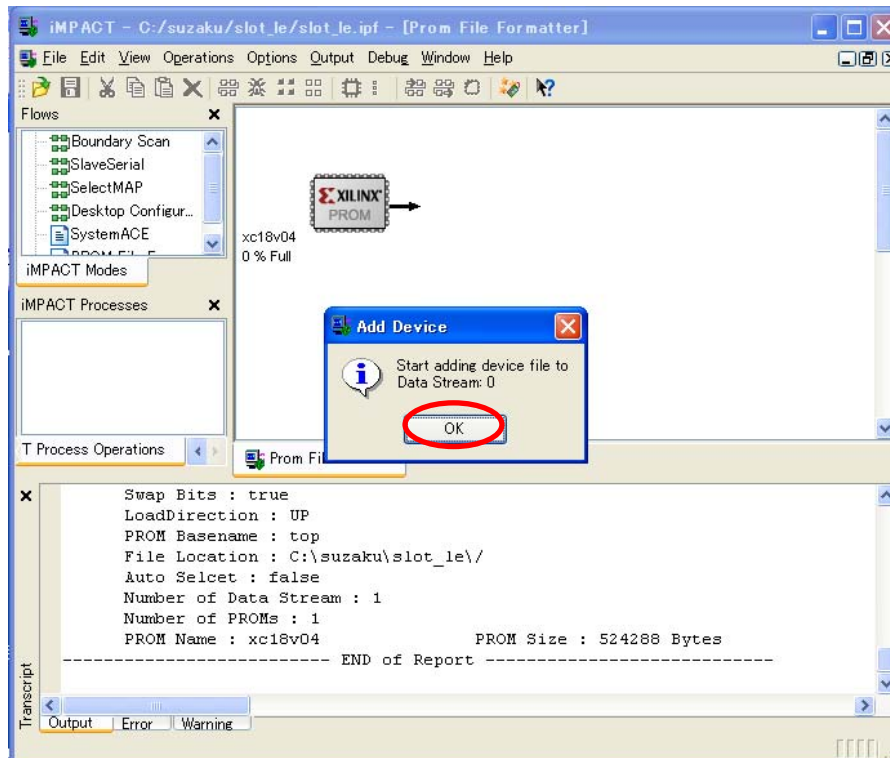 iMPACT - C:/suzaku/slot_le/slot_le.ipf - [Prom File Formatter]
File Edit View Operations Options Output Debug Window Help
Flows
Boundary Scan
SlaveSerial
SelectMAP
Desktop Configur...
SystemACE
iMPACT Modes
XILINX
PROM
xc18v04
0 % Full
iMPACT Processes
Add Device
Start adding device file to
Data Stream: 0
OK
T Process Operations
Prom Fi
Swap Bits : true
LoadDirection : UP
PROM Basename : top
File Location : C:\suzaku\slot_le\/
Auto Selcet : false
Number of Data Stream : 1
Number of PROMs : 1
PROM Name : xc18v04 PROM Size : 524288 Bytes
---------------------------- END of Report ----------------------------
Transcript
Output Error Warning